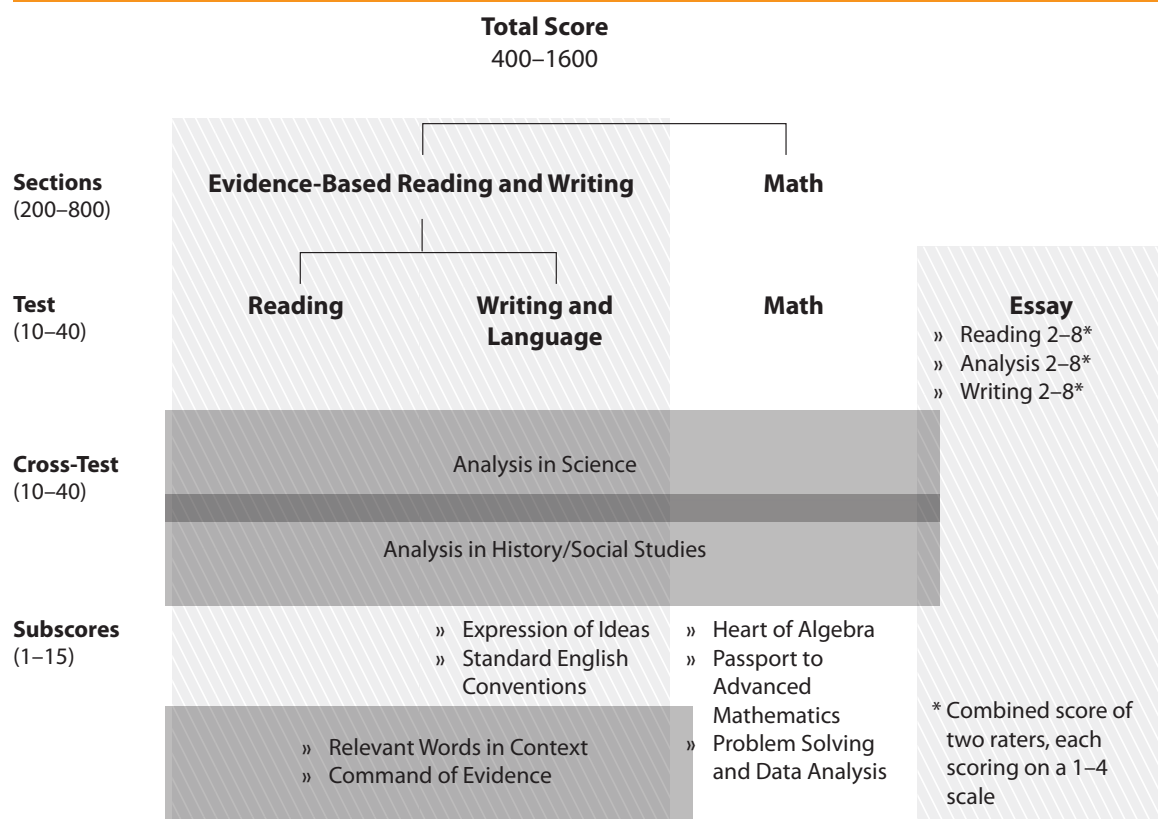 Total Score
400–1600
Sections
(200–800)
Evidence-Based Reading and Writing
Math
Test
(10–40)
Reading
Writing and
Language
Math
Essay
» Reading 2–8*
» Analysis 2–8*
» Writing 2–8*
Cross-Test
(10–40)
Analysis in Science
Analysis in History/Social Studies
Subscores
(1–15)
» Expression of Ideas
» Standard English
Conventions
» Relevant Words in Context
» Command of Evidence
» Heart of Algebra
» Passport to
Advanced
Mathematics
» Problem Solving
and Data Analysis
* Combined score of
two raters, each
scoring on a 1–4
scale